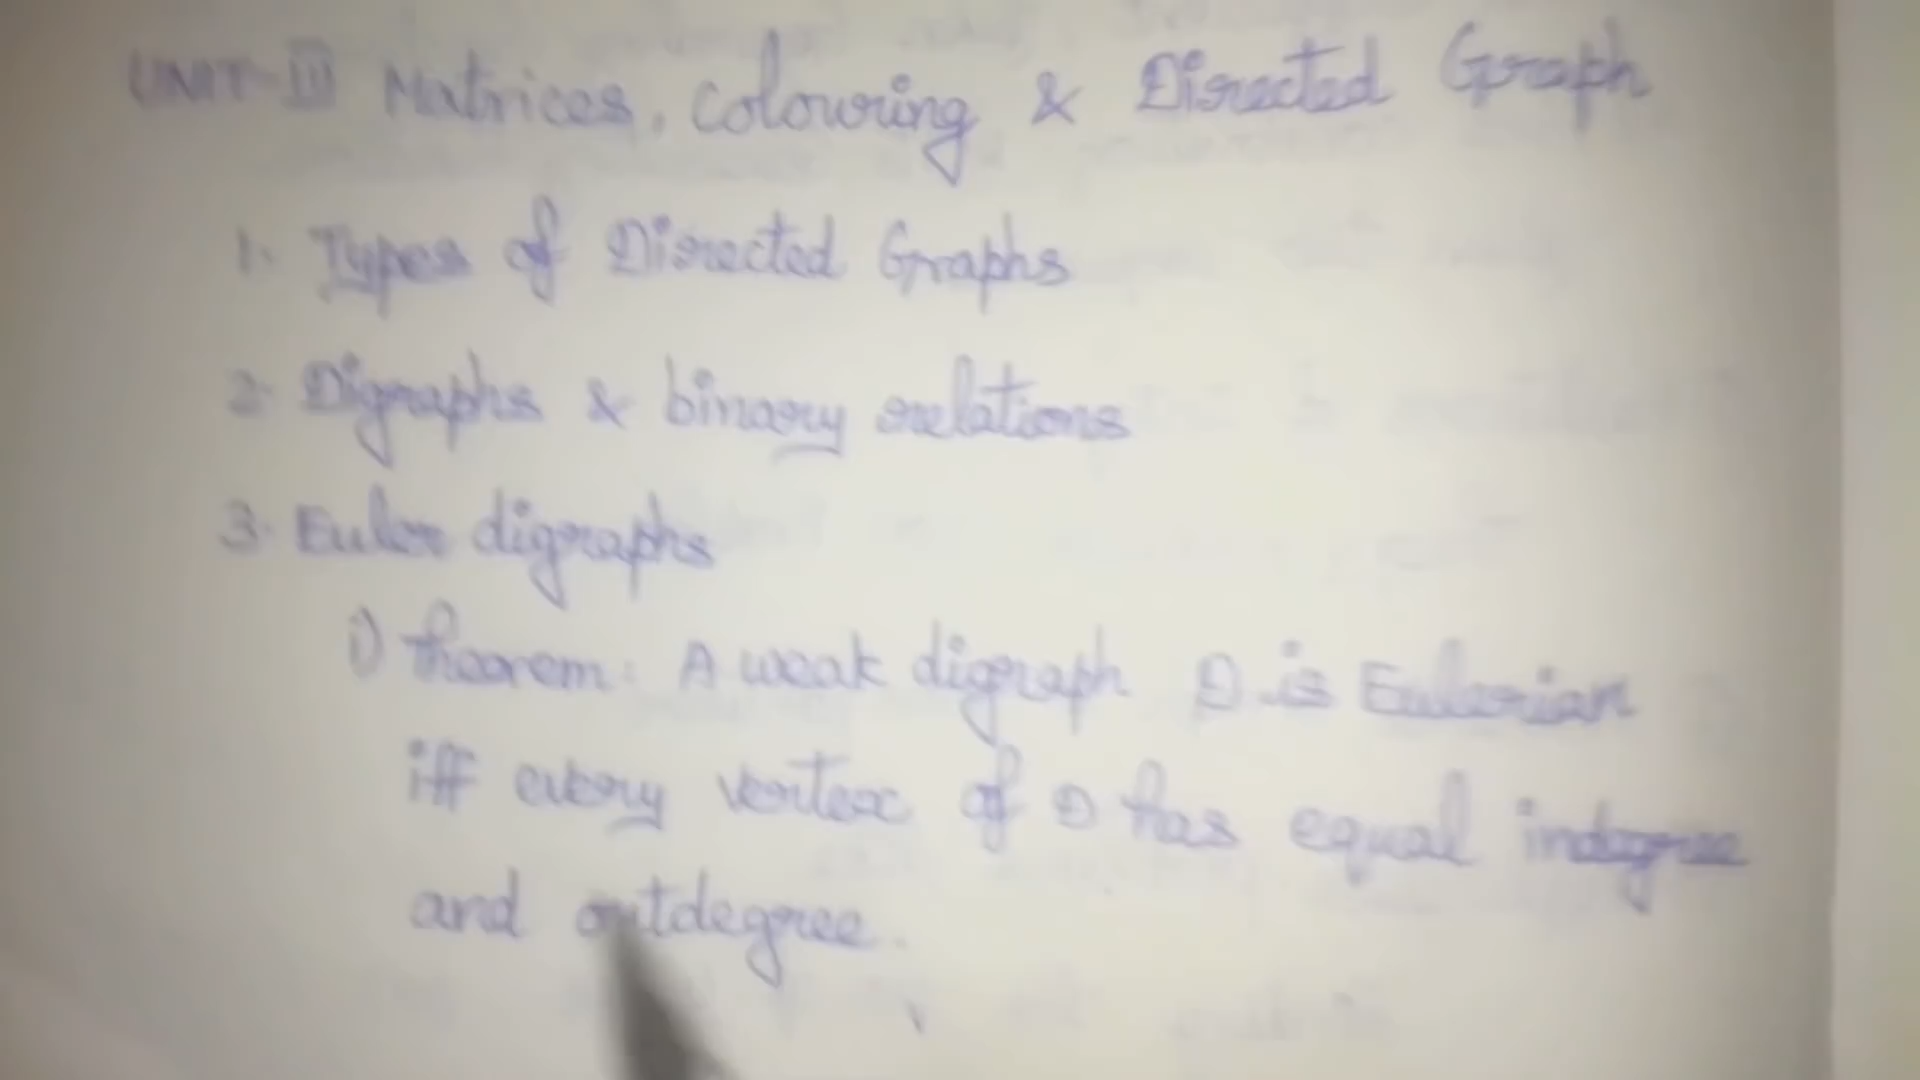 UNIT-III Matrices, Colouring & Directed Graph
1. Types of Directed Graphs
2. Digraphs & binary relations
3. Euler digraphs
i) theorem: A weak digraph D is Eulerian
iff every vertex of D has equal indegree
and outdegree.